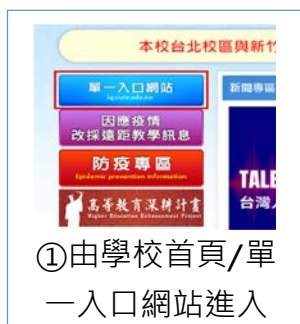 本校台北校區與新竹
單一入口網站
新聞專區
因應疫情
改採遠距教學訊息
防疫專區
Epidemic prevention information
TALE
高等教育深耕計畫
Higher Education Enhancement Project
台灣人
①由學校首頁/單
一入口網站進入